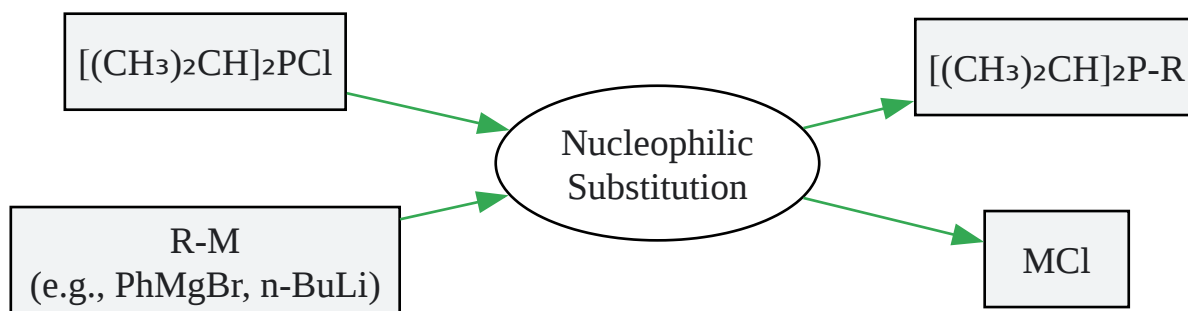 [(CH₃)₂CH]₂PCl
[(CH₃)₂CH]₂P-R
Nucleophilic
Substitution
R-M
(e.g., PhMgBr, n-BuLi)
MCl